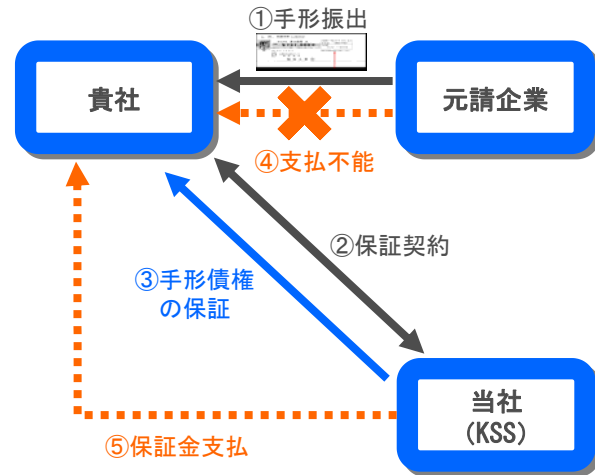 ①手形振出
貴社
元請企業
④支払不能
②保証契約
③手形債権
の保証
当社
(KSS)
⑤保証金支払